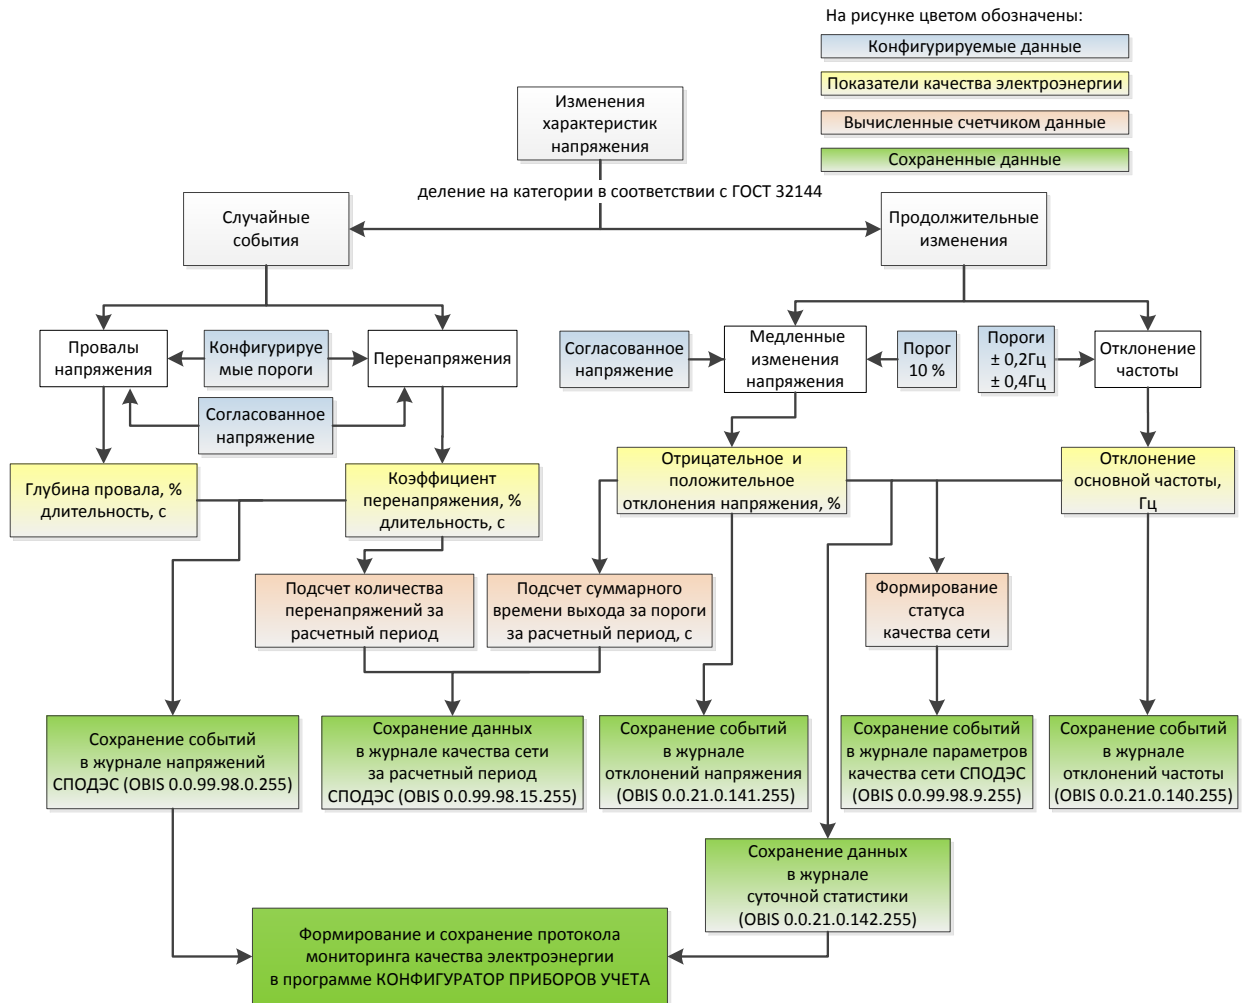 На рисунке цветом обозначены:
Конфигурируемые данные
Показатели качества электроэнергии
Вычисленные счетчиком данные
Сохраненные данные
Изменения
характеристик
напряжения
деление на категории в соответствии с ГОСТ 32144
Случайные
события
Продолжительные
изменения
Провалы
напряжения
Конфигурируе
мые пороги
Перенапряжения
Согласованное
напряжение
Согласованное
напряжение
Медленные
изменения
напряжения
Порог
10 %
Пороги
± 0,2Гц
± 0,4Гц
Отклонение
частоты
Глубина провала, %
длительность, с
Коэффициент
перенапряжения, %
длительность, с
Отрицательное и
положительное
отклонения напряжения, %
Отклонение
основной частоты,
Гц
Подсчет количества
перенапряжений за
расчетный период
Подсчет суммарного
времени выхода за пороги
за расчетный период, с
Формирование
статуса
качества сети
Сохранение событий
в журнале напряжений
СПОДЭС (OBIS 0.0.99.98.0.255)
Сохранение данных
в журнале качества сети
за расчетный период
СПОДЭС (OBIS 0.0.99.98.15.255)
Сохранение событий
в журнале
отклонений напряжения
(OBIS 0.0.21.0.141.255)
Сохранение событий
в журнале параметров
качества сети СПОДЭС
(OBIS 0.0.99.98.9.255)
Сохранение событий
в журнале
отклонений частоты
(OBIS 0.0.21.0.140.255)
Сохранение данных
в журнале
суточной статистики
(OBIS 0.0.21.0.142.255)
Формирование и сохранение протокола
мониторинга качества электроэнергии
в программе КОНФИГУРАТОР ПРИБОРОВ УЧЕТА